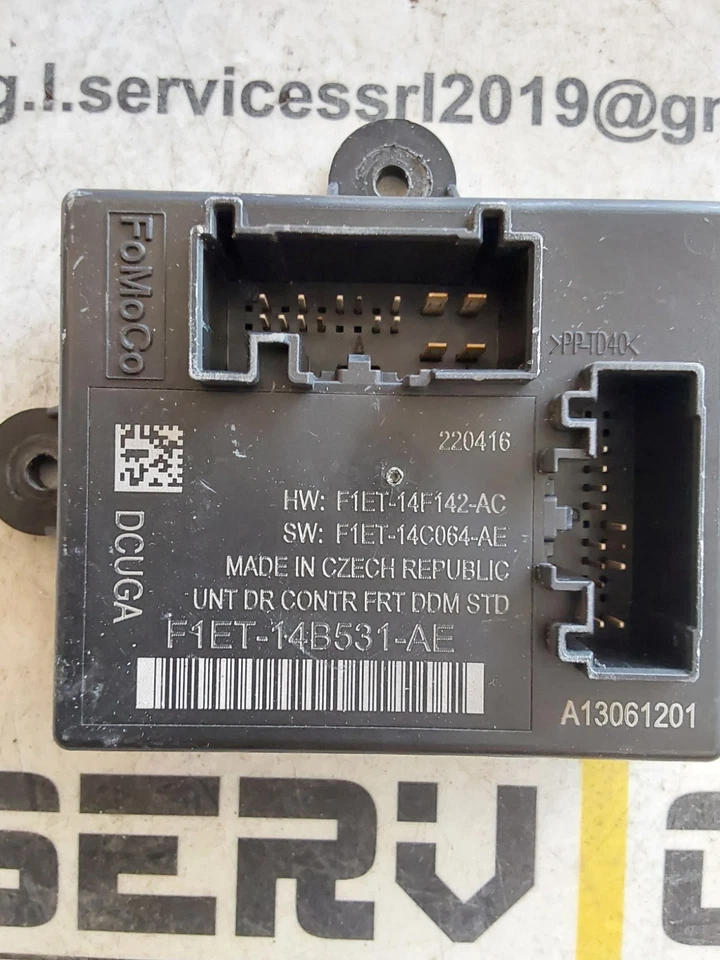 g.l.servicessrl2019@gm
FoMoCo
>PP-TD40<
220416
DCUGA
HW: F1ET-14F142-AC
SW: F1ET-14C064-AE
MADE IN CZECH REPUBLIC
UNT DR CONTR FRT DDM STD
F1ET-14B531-AE
A13061201
SERV